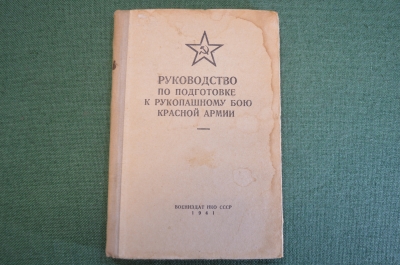 РУКОВОДСТВО
ПО ПОДГОТОВКЕ
К РУКОПАШНОМУ БОЮ
КРАСНОЙ АРМИИ
ВОЕНИЗДАТ НКО СССР
1941